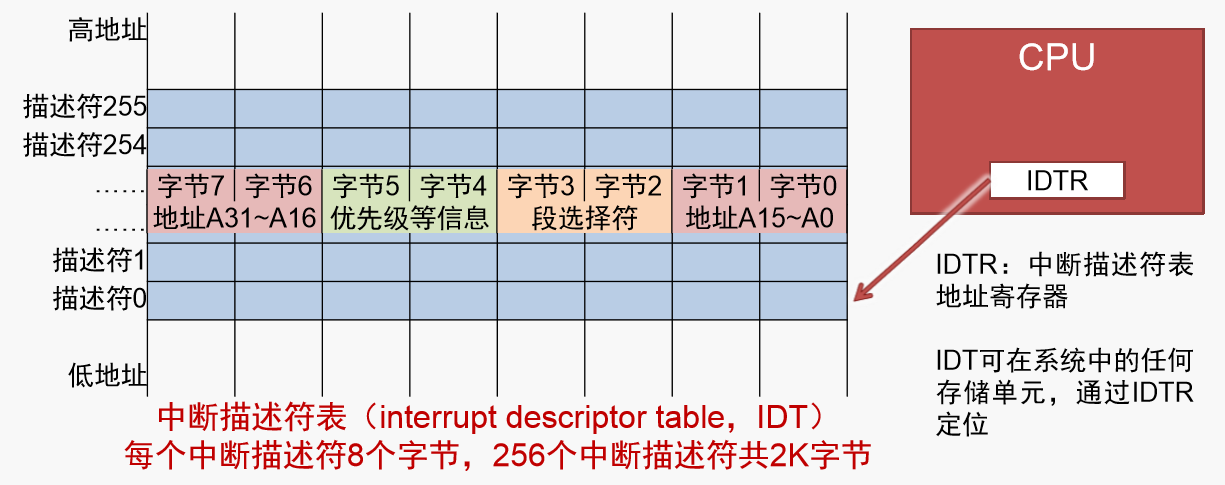 高地址
描述符255
描述符254
……
字节7 字节6 字节5 字节4 字节3 字节2 字节1 字节0
地址A31~A16 优先级等信息 段选择符 地址A15~A0
……
描述符1
描述符0
低地址
中断描述符表（interrupt descriptor table，IDT）
每个中断描述符8个字节，256个中断描述符共2K字节
CPU
IDTR
IDTR：中断描述符表
地址寄存器
IDT可在系统中的任何
存储单元，通过IDTR
定位